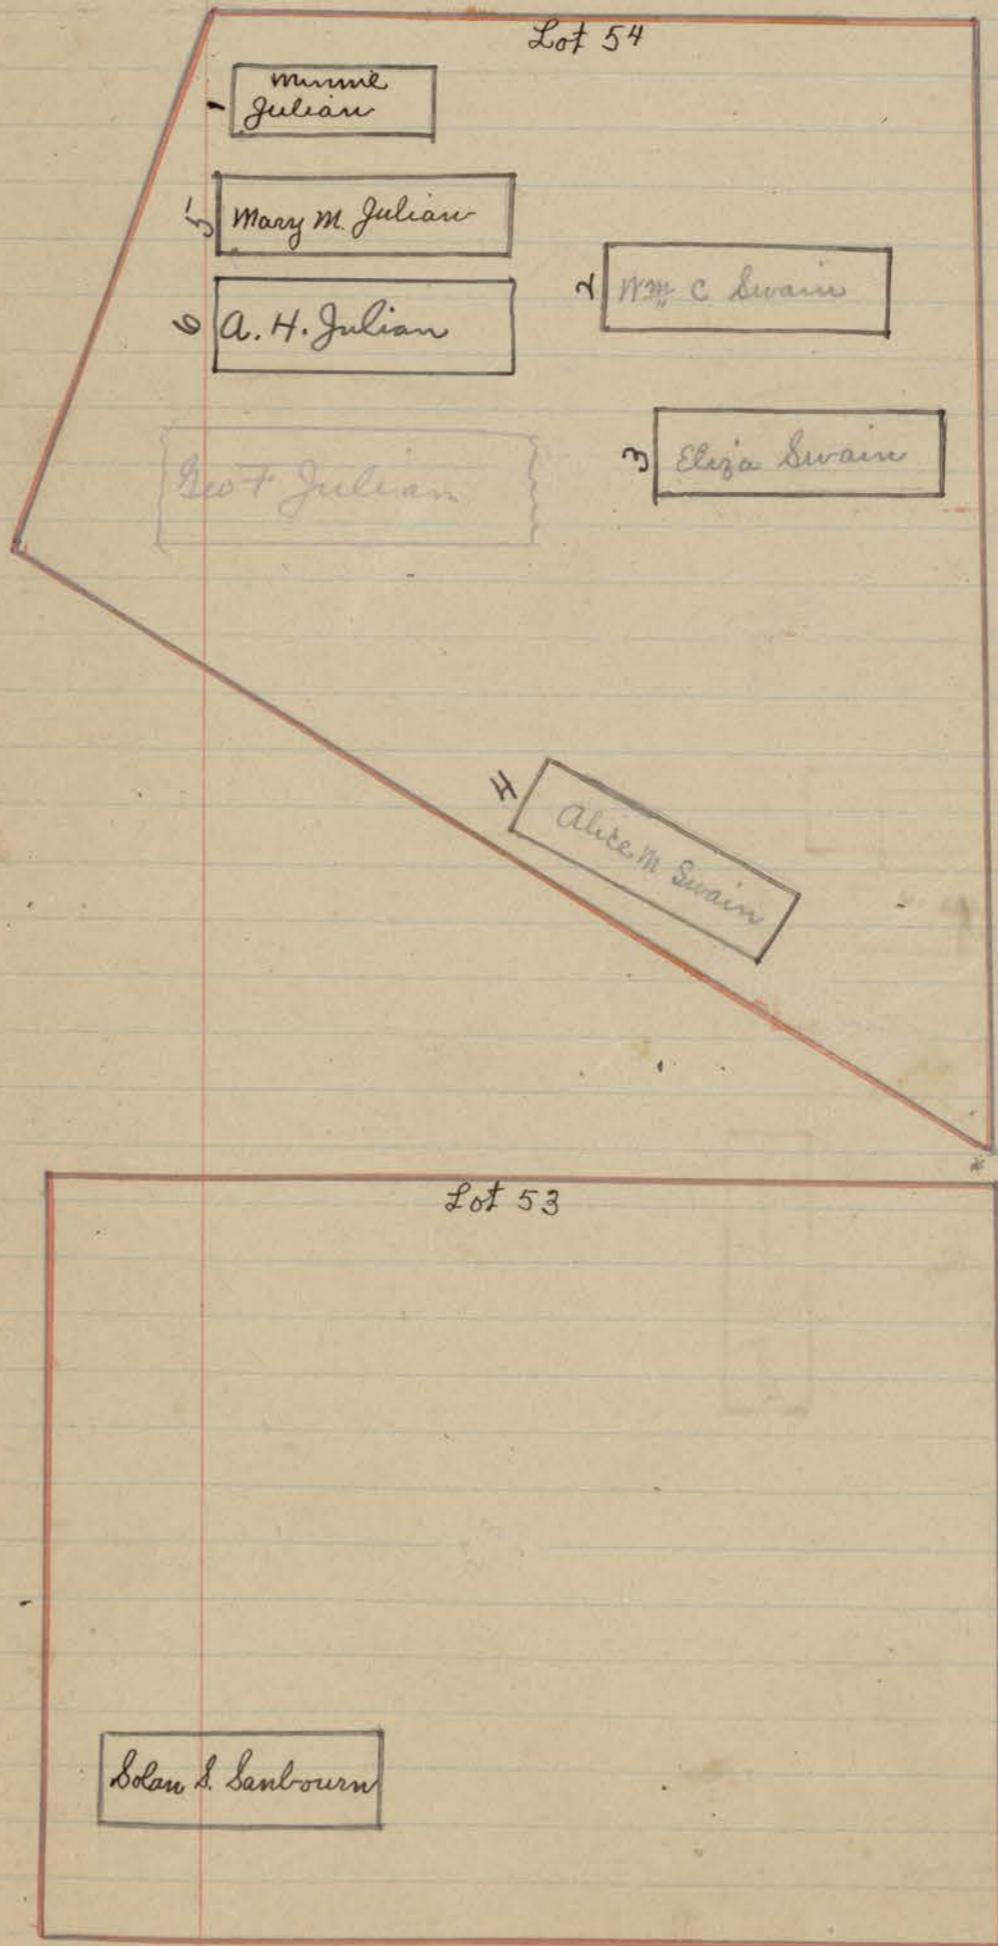 Lot 54
1
Minnie
Julian
5
Mary M. Julian
2
Wm C Swain
6
A. H. Julian
3
Eliza Swain
Geo F Julian
4
Alice M Swain
Lot 53
Solan S. Sanbourn